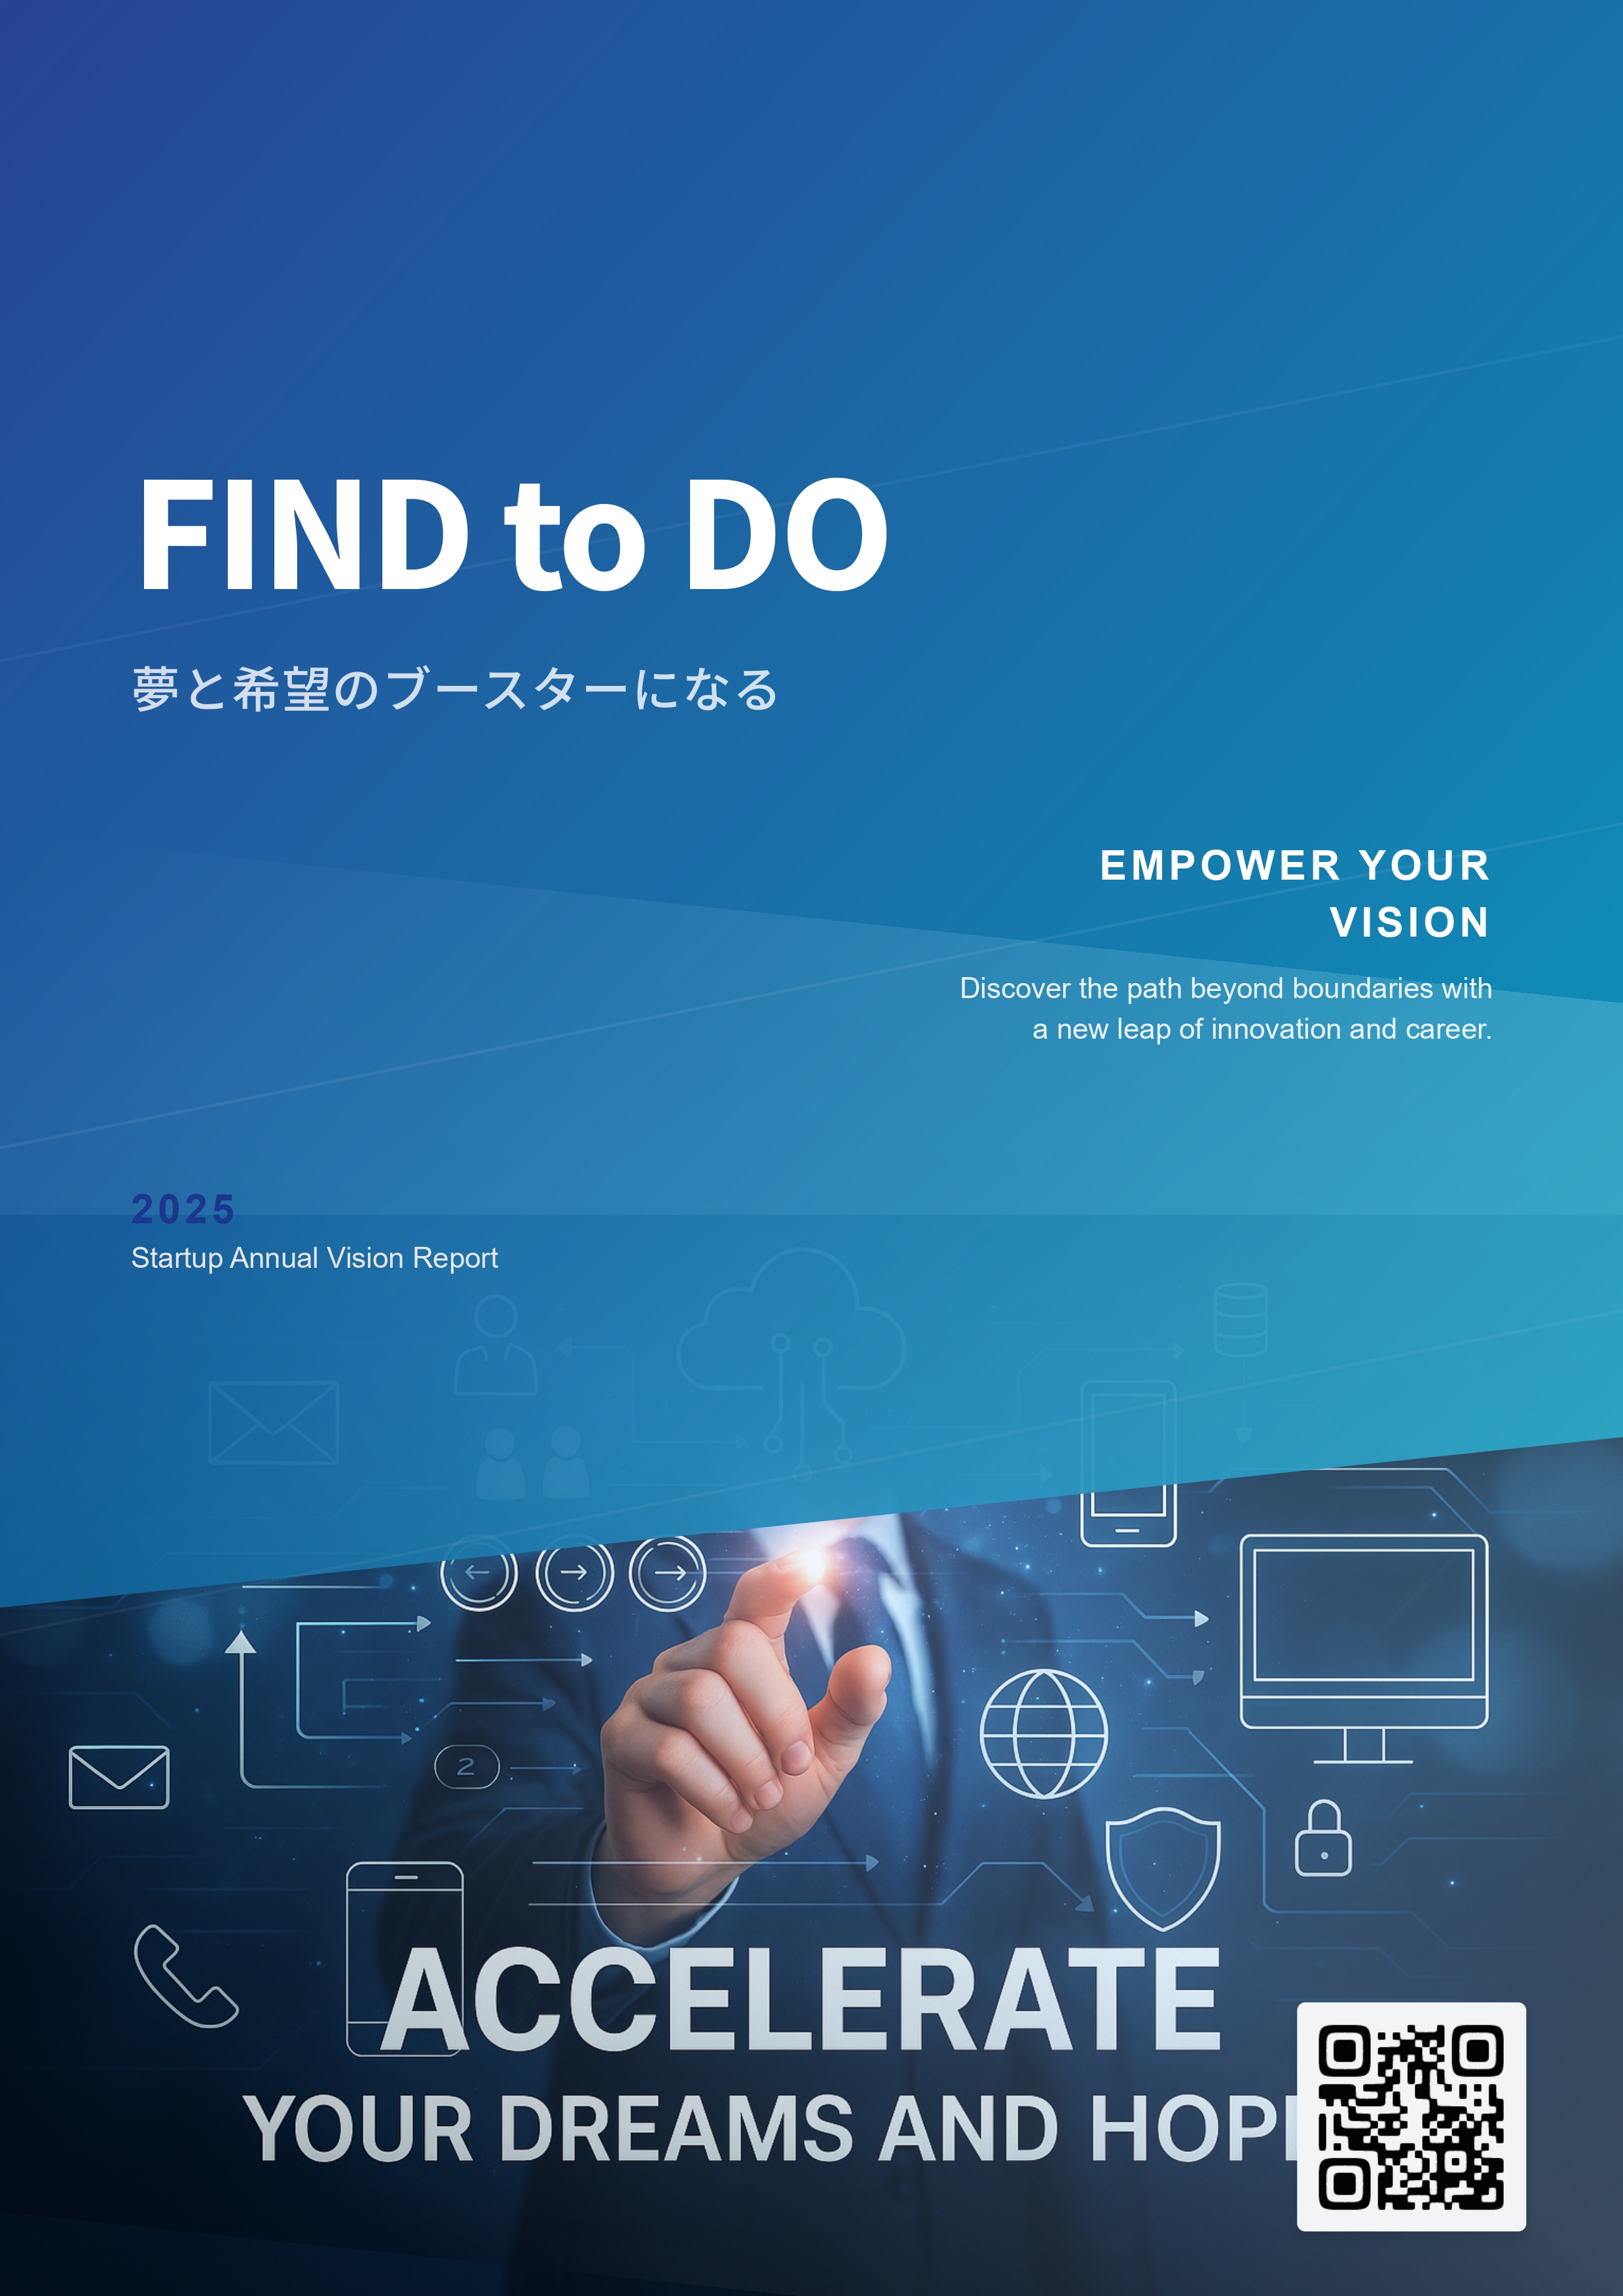 FIND to DO
夢と希望のブースターになる
EMPOWER YOUR
VISION
Discover the path beyond boundaries with
a new leap of innovation and career.
2025
Startup Annual Vision Report
2
ACCELERATE
YOUR DREAMS AND HOP